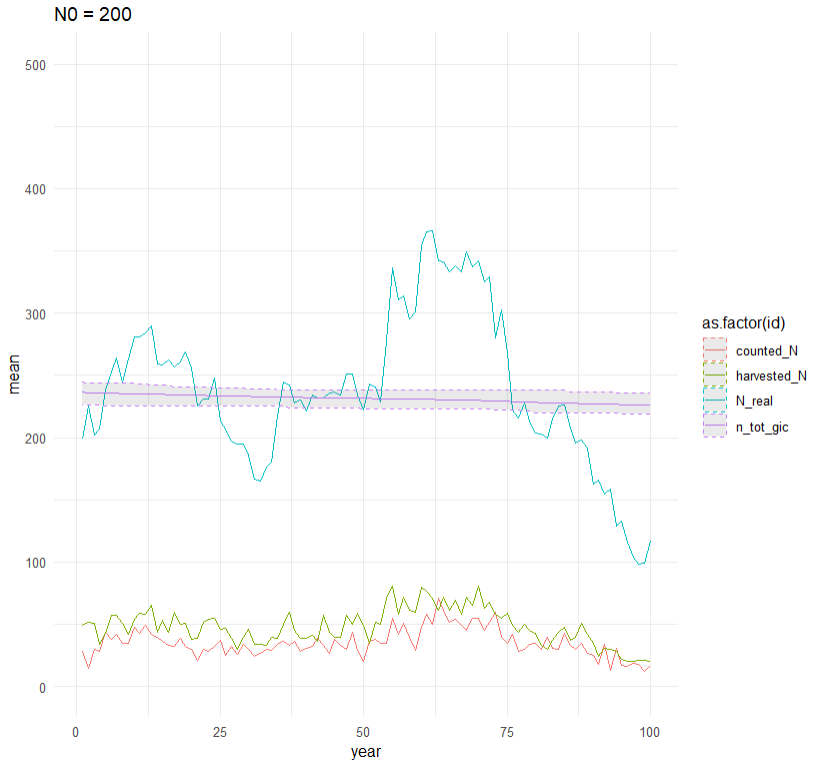 N0 = 200
mean
500
400
300
200
100
0
0 25 50 75 100
year
as.factor(id)
counted_N
harvested_N
N_real
n_tot_gic